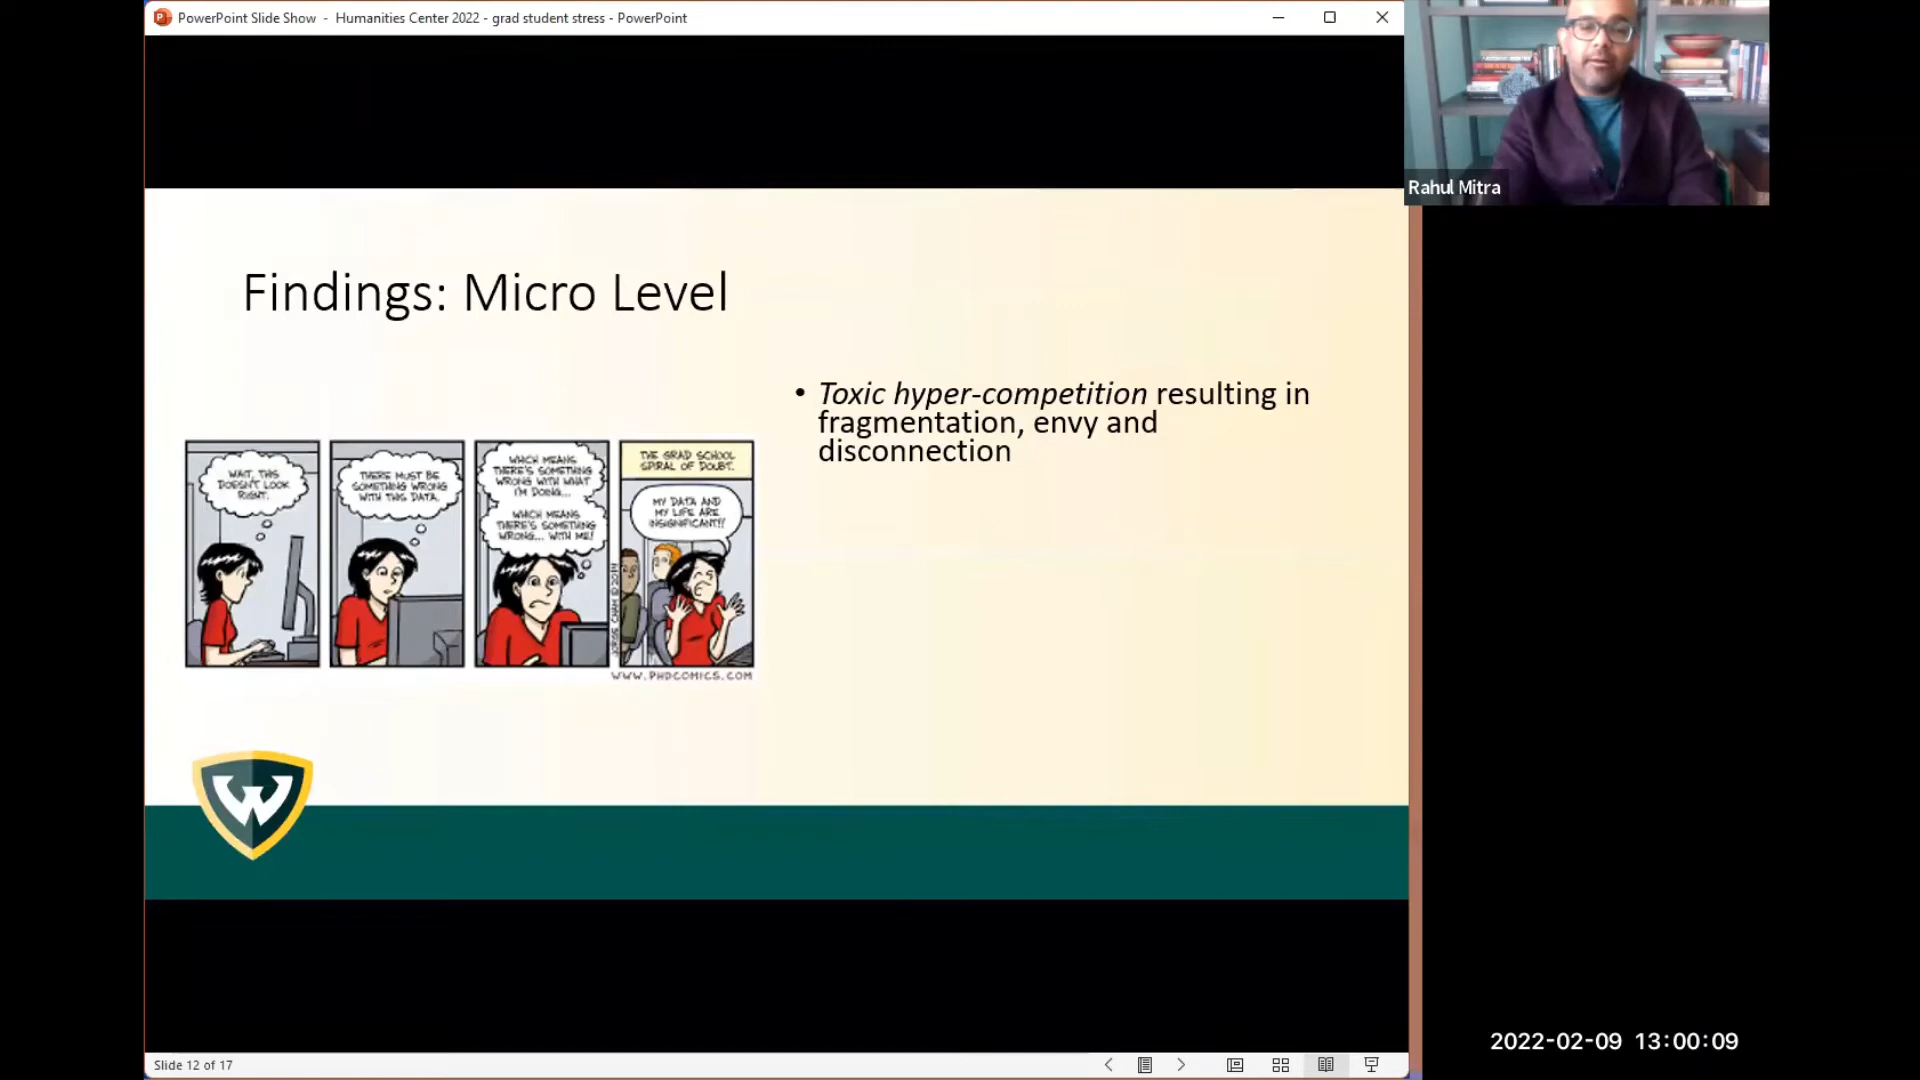 PowerPoint Slide Show - Humanities Center 2022 - grad student stress - PowerPoint
Rahul Mitra
Findings: Micro Level
• Toxic hyper-competition resulting in
fragmentation, envy and
disconnection
WAIT, THIS
DOESN'T LOOK
RIGHT.
THERE MUST BE
SOMETHING WRONG
WITH THIS DATA.
WHICH MEANS
THERE'S SOMETHING
WRONG WITH WHAT
I'M DOING...
WHICH MEANS
THERE'S SOMETHING
WRONG... WITH ME!
THE GRAD SCHOOL
SPIRAL OF DOUBT.
MY DATA AND
MY LIFE ARE
INSIGNIFICANT!!
JORGE CHAM © 2014
WWW.PHDCOMICS.COM
W
Slide 12 of 17
2022-02-09 13:00:09